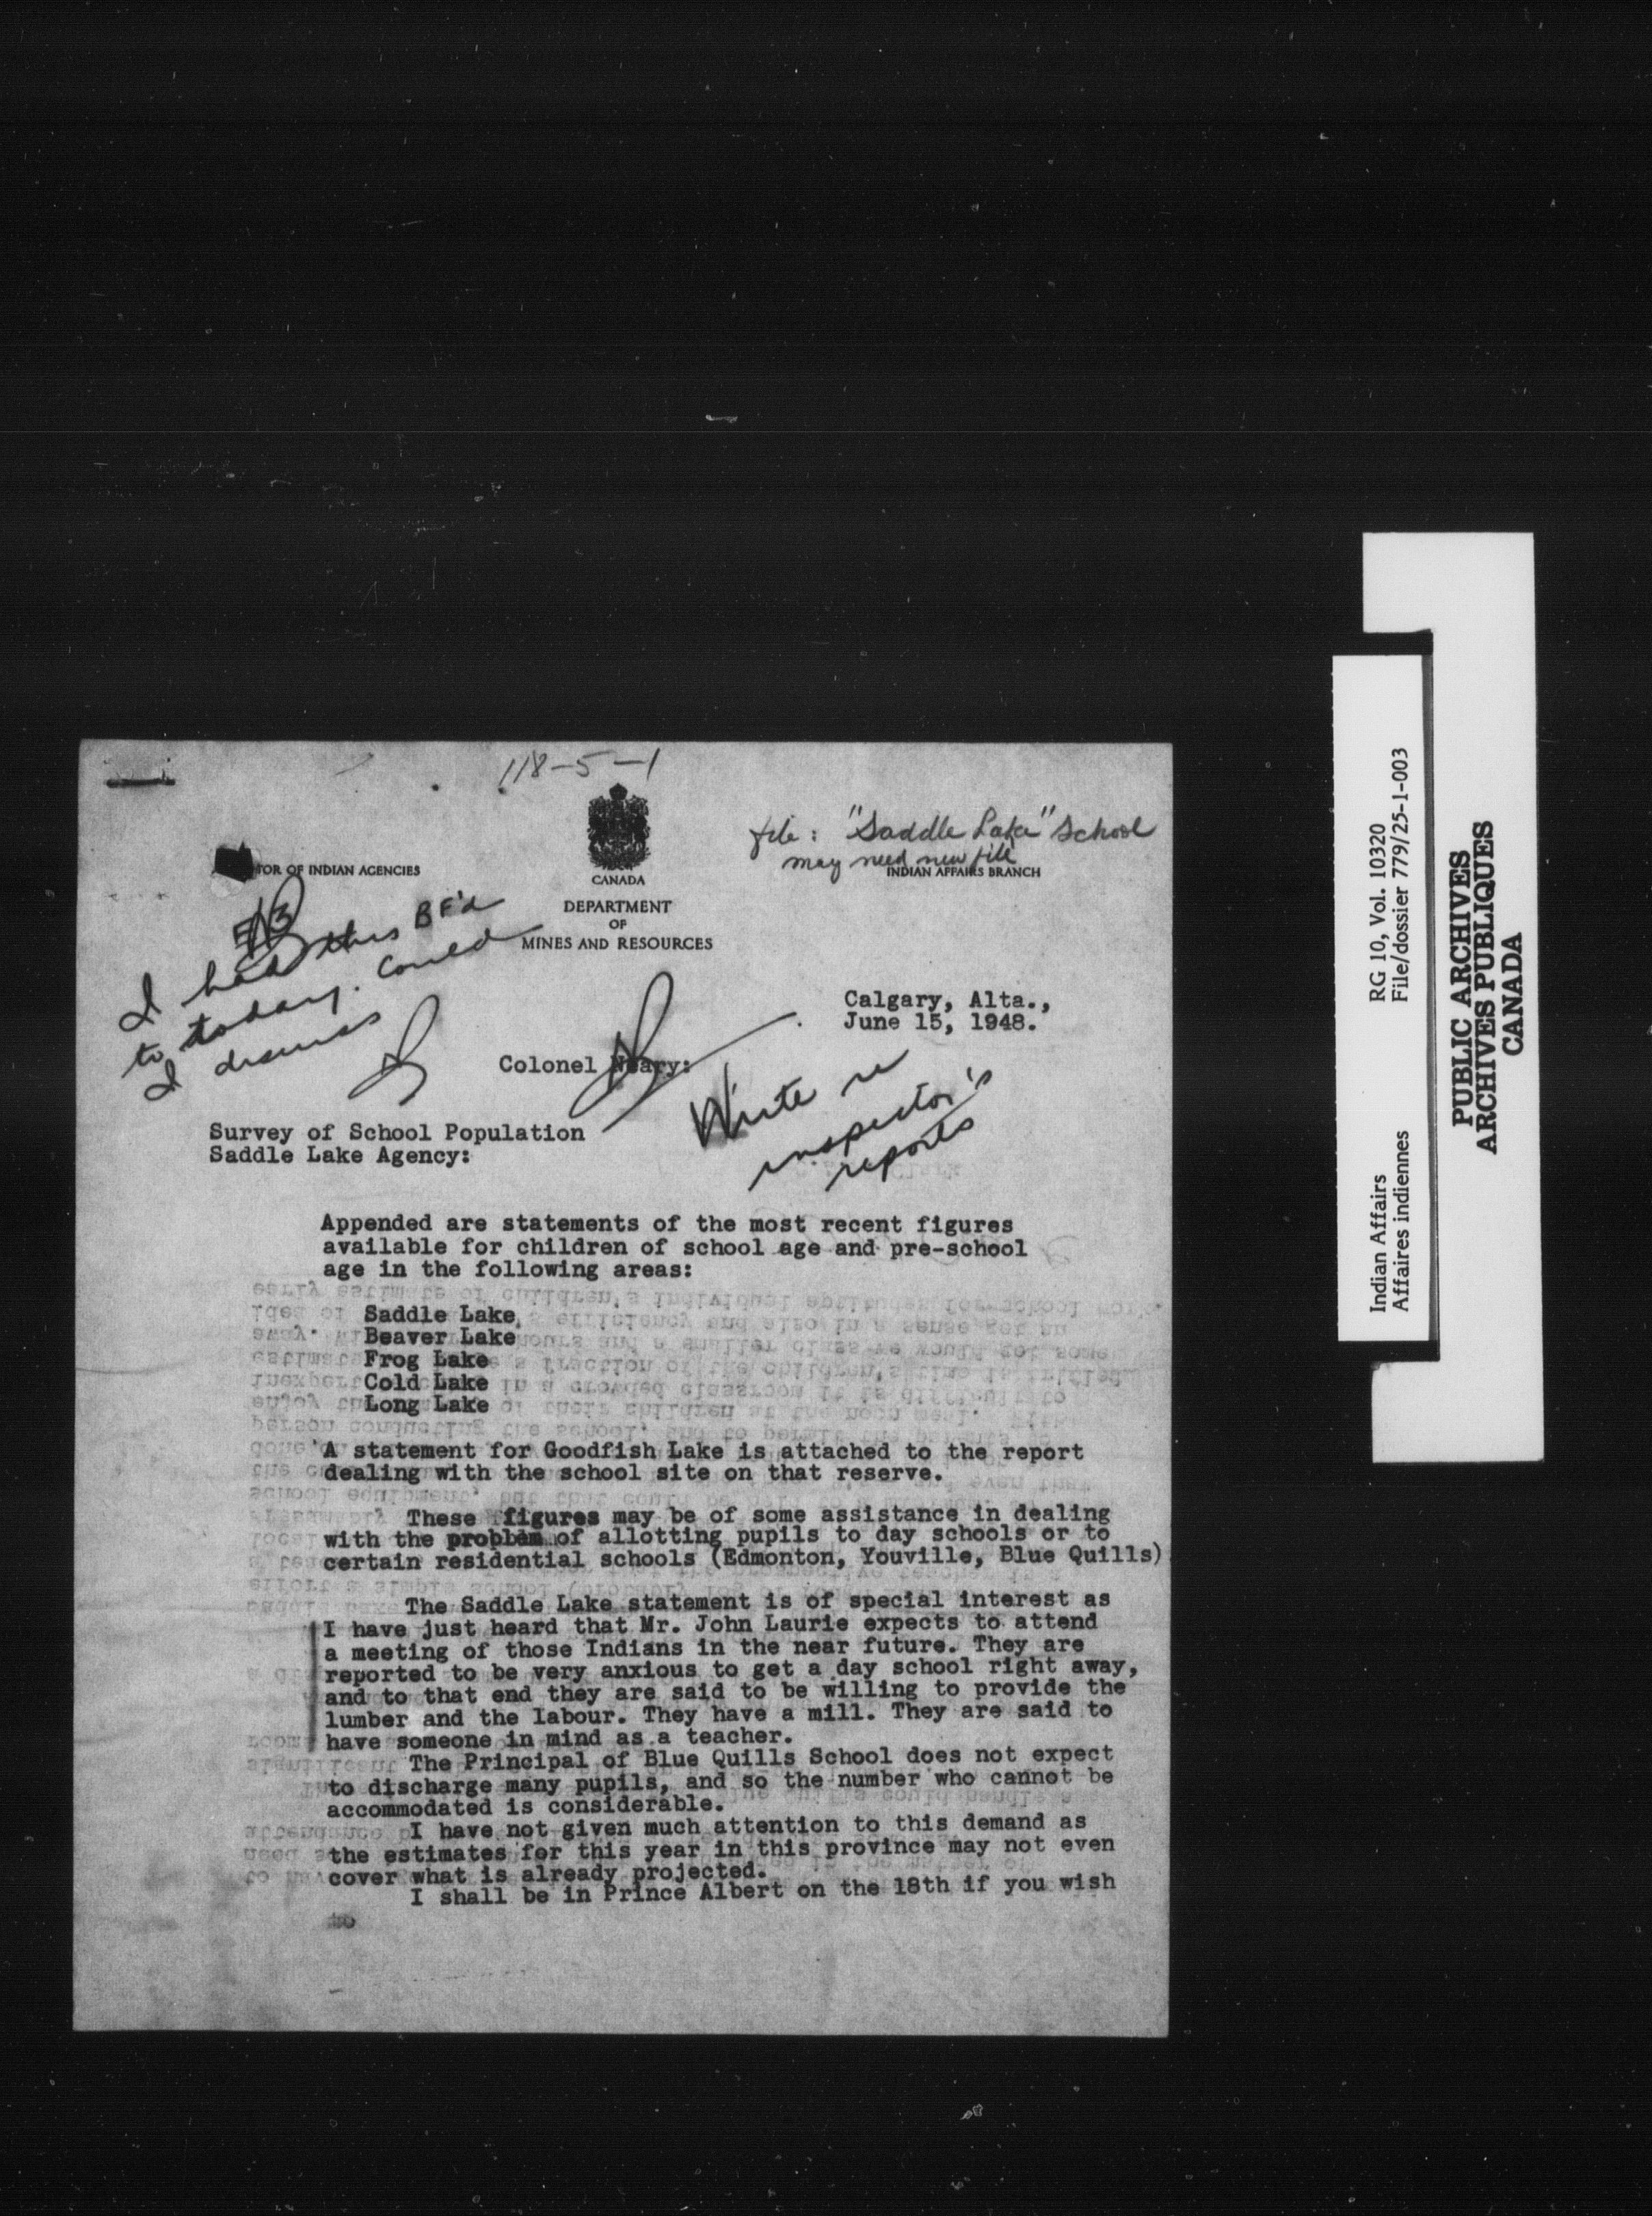 118-5-1
file: "Saddle Lake" School
may need new file
TOR OF INDIAN AGENCIES
INDIAN AFFAIRS BRANCH
CANADA
DEPARTMENT
OF
MINES AND RESOURCES
I had this BF'd
to today. Could
I discuss
Calgary, Alta.,
June 15, 1948.
Colonel Neary:
Write re
inspector's
reports
Survey of School Population
Saddle Lake Agency:
Appended are statements of the most recent figures
available for children of school age and pre-school
age in the following areas:
Saddle Lake
Beaver Lake
Frog Lake
Cold Lake
Long Lake
A statement for Goodfish Lake is attached to the report
dealing with the school site on that reserve.
These figures may be of some assistance in dealing
with the problem of allotting pupils to day schools or to
certain residential schools (Edmonton, Youville, Blue Quills)
The Saddle Lake statement is of special interest as
I have just heard that Mr. John Laurie expects to attend
a meeting of those Indians in the near future. They are
reported to be very anxious to get a day school right away,
and to that end they are said to be willing to provide the
lumber and the labour. They have a mill. They are said to
have someone in mind as a teacher.
The Principal of Blue Quills School does not expect
to discharge many pupils, and so the number who cannot be
accommodated is considerable.
I have not given much attention to this demand as
the estimates for this year in this province may not even
cover what is already projected.
I shall be in Prince Albert on the 18th if you wish
to
Indian Affairs RG 10, Vol. 10320
Affaires indiennes File/dossier 779/25-1-003
PUBLIC ARCHIVES
ARCHIVES PUBLIQUES
CANADA